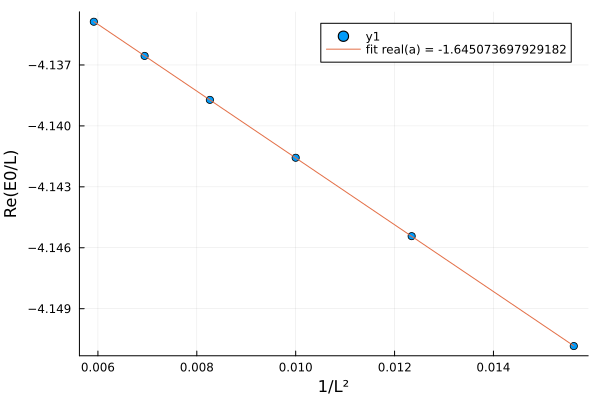 y1
fit real(a) = -1.645073697929182
−4.137
−4.140
−4.143
−4.146
−4.149
Re(E0/L)
0.006 0.008 0.010 0.012 0.014
1/L²